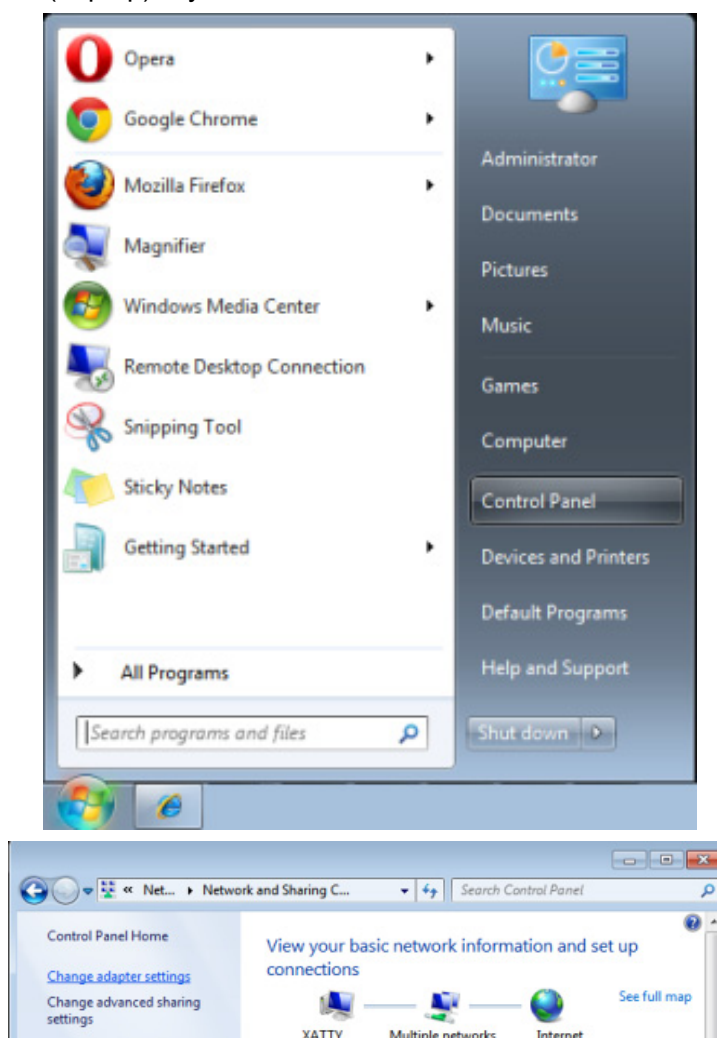 Opera
Google Chrome
Mozilla Firefox
Magnifier
Windows Media Center
Remote Desktop Connection
Snipping Tool
Sticky Notes
Getting Started
All Programs
Search programs and files
Administrator
Documents
Pictures
Music
Games
Computer
Control Panel
Devices and Printers
Default Programs
Help and Support
Shut down
« Net... Network and Sharing C...
Search Control Panel
Control Panel Home
Change adapter settings
Change advanced sharing
settings
View your basic network information and set up
connections
See full map
XATTY Multiple networks Internet